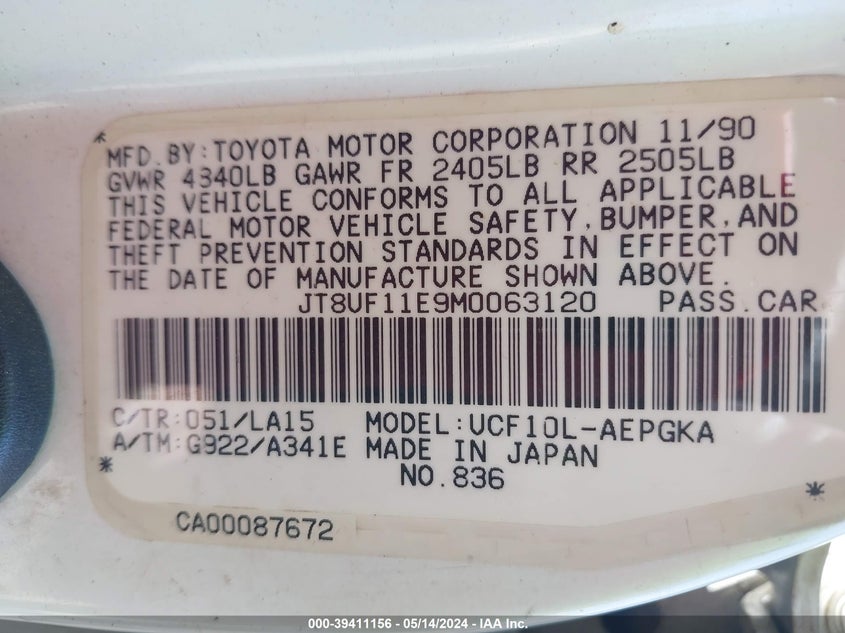 MFD.BY:TOYOTA MOTOR CORPORATION 11/90
GVWR 4340LB GAWR FR 2405LB RR 2505LB
THIS VEHICLE CONFORMS TO ALL APPLICABLE
FEDERAL MOTOR VEHICLE SAFETY,BUMPER,AND
THEFT PREVENTION STANDARDS IN EFFECT ON
THE DATE OF MANUFACTURE SHOWN ABOVE.
JT8UF11E9M0063120 PASS.CAR
C/TR:051/LA15 MODEL:UCF10L-AEPGKA
A/TM:G922/A341E MADE IN JAPAN
NO.836
CA00087672
000-39411156 - 05/14/2024 - IAA Inc.